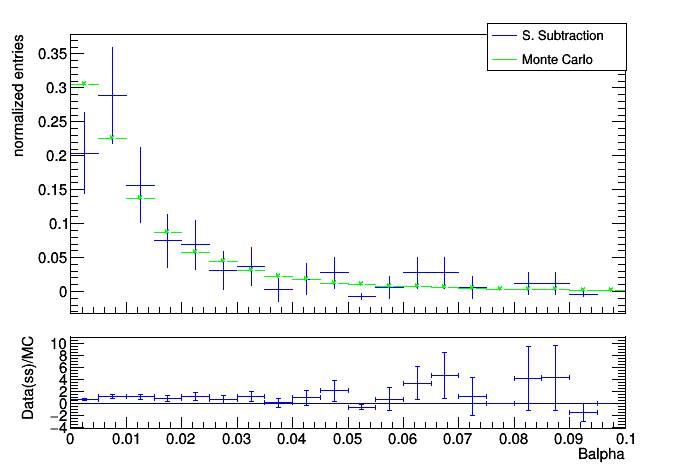 S. Subtraction
Monte Carlo
normalized entries
0.35
0.3
0.25
0.2
0.15
0.1
0.05
0
Data(ss)/MC
10
8
6
4
2
0
−2
−4
0 0.01 0.02 0.03 0.04 0.05 0.06 0.07 0.08 0.09 0.1
Balpha